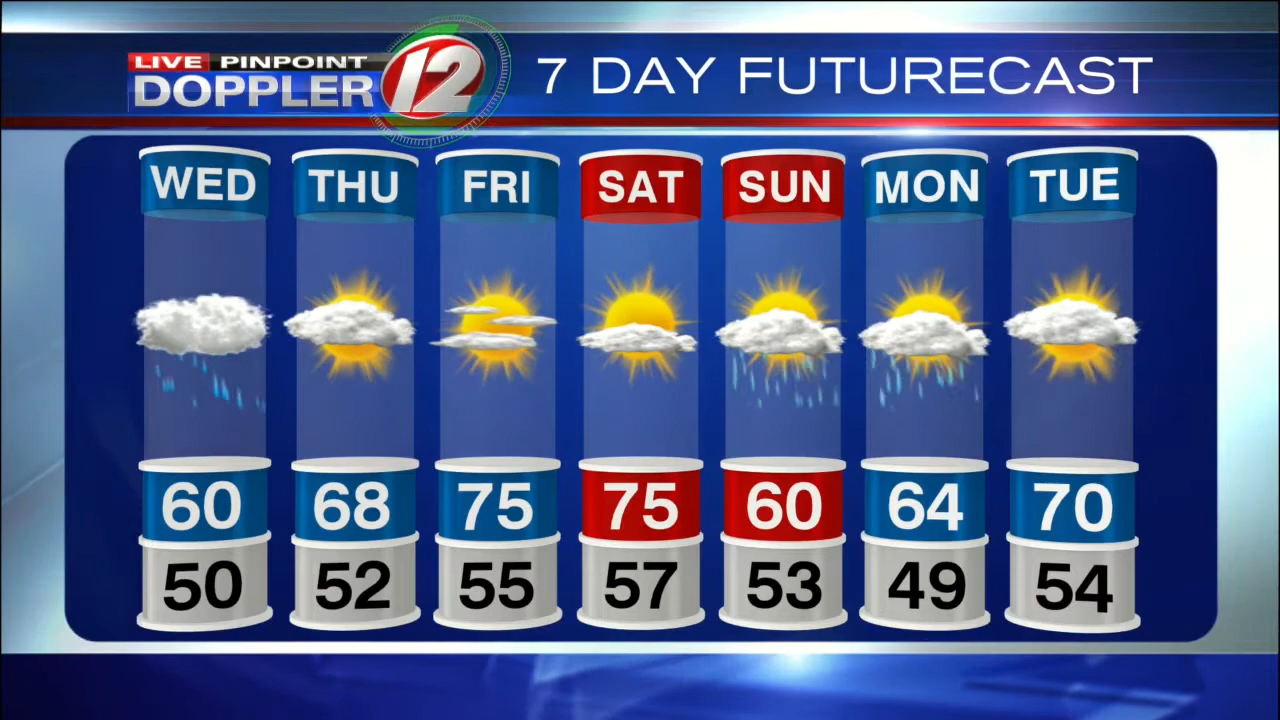 LIVE PINPOINT
DOPPLER 12
7 DAY FUTURECAST
WED THU FRI SAT SUN MON TUE
60 68 75 75 60 64 70
50 52 55 57 53 49 54